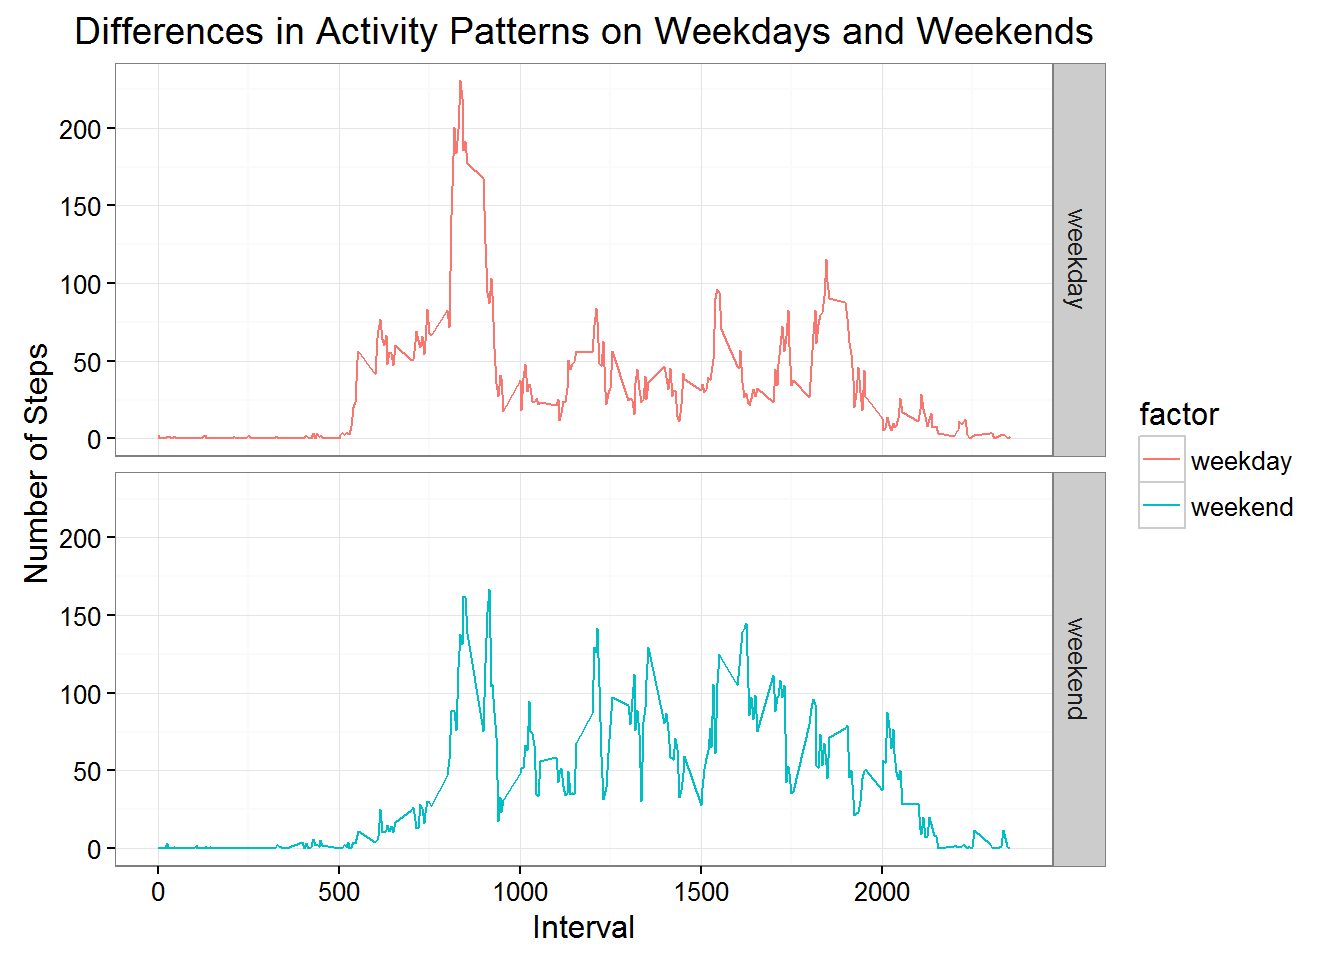 Differences in Activity Patterns on Weekdays and Weekends
Number of Steps
200
150
100
50
0
weekday
200
150
100
50
0
weekend
0 500 1000 1500 2000
Interval
factor
weekday
weekend